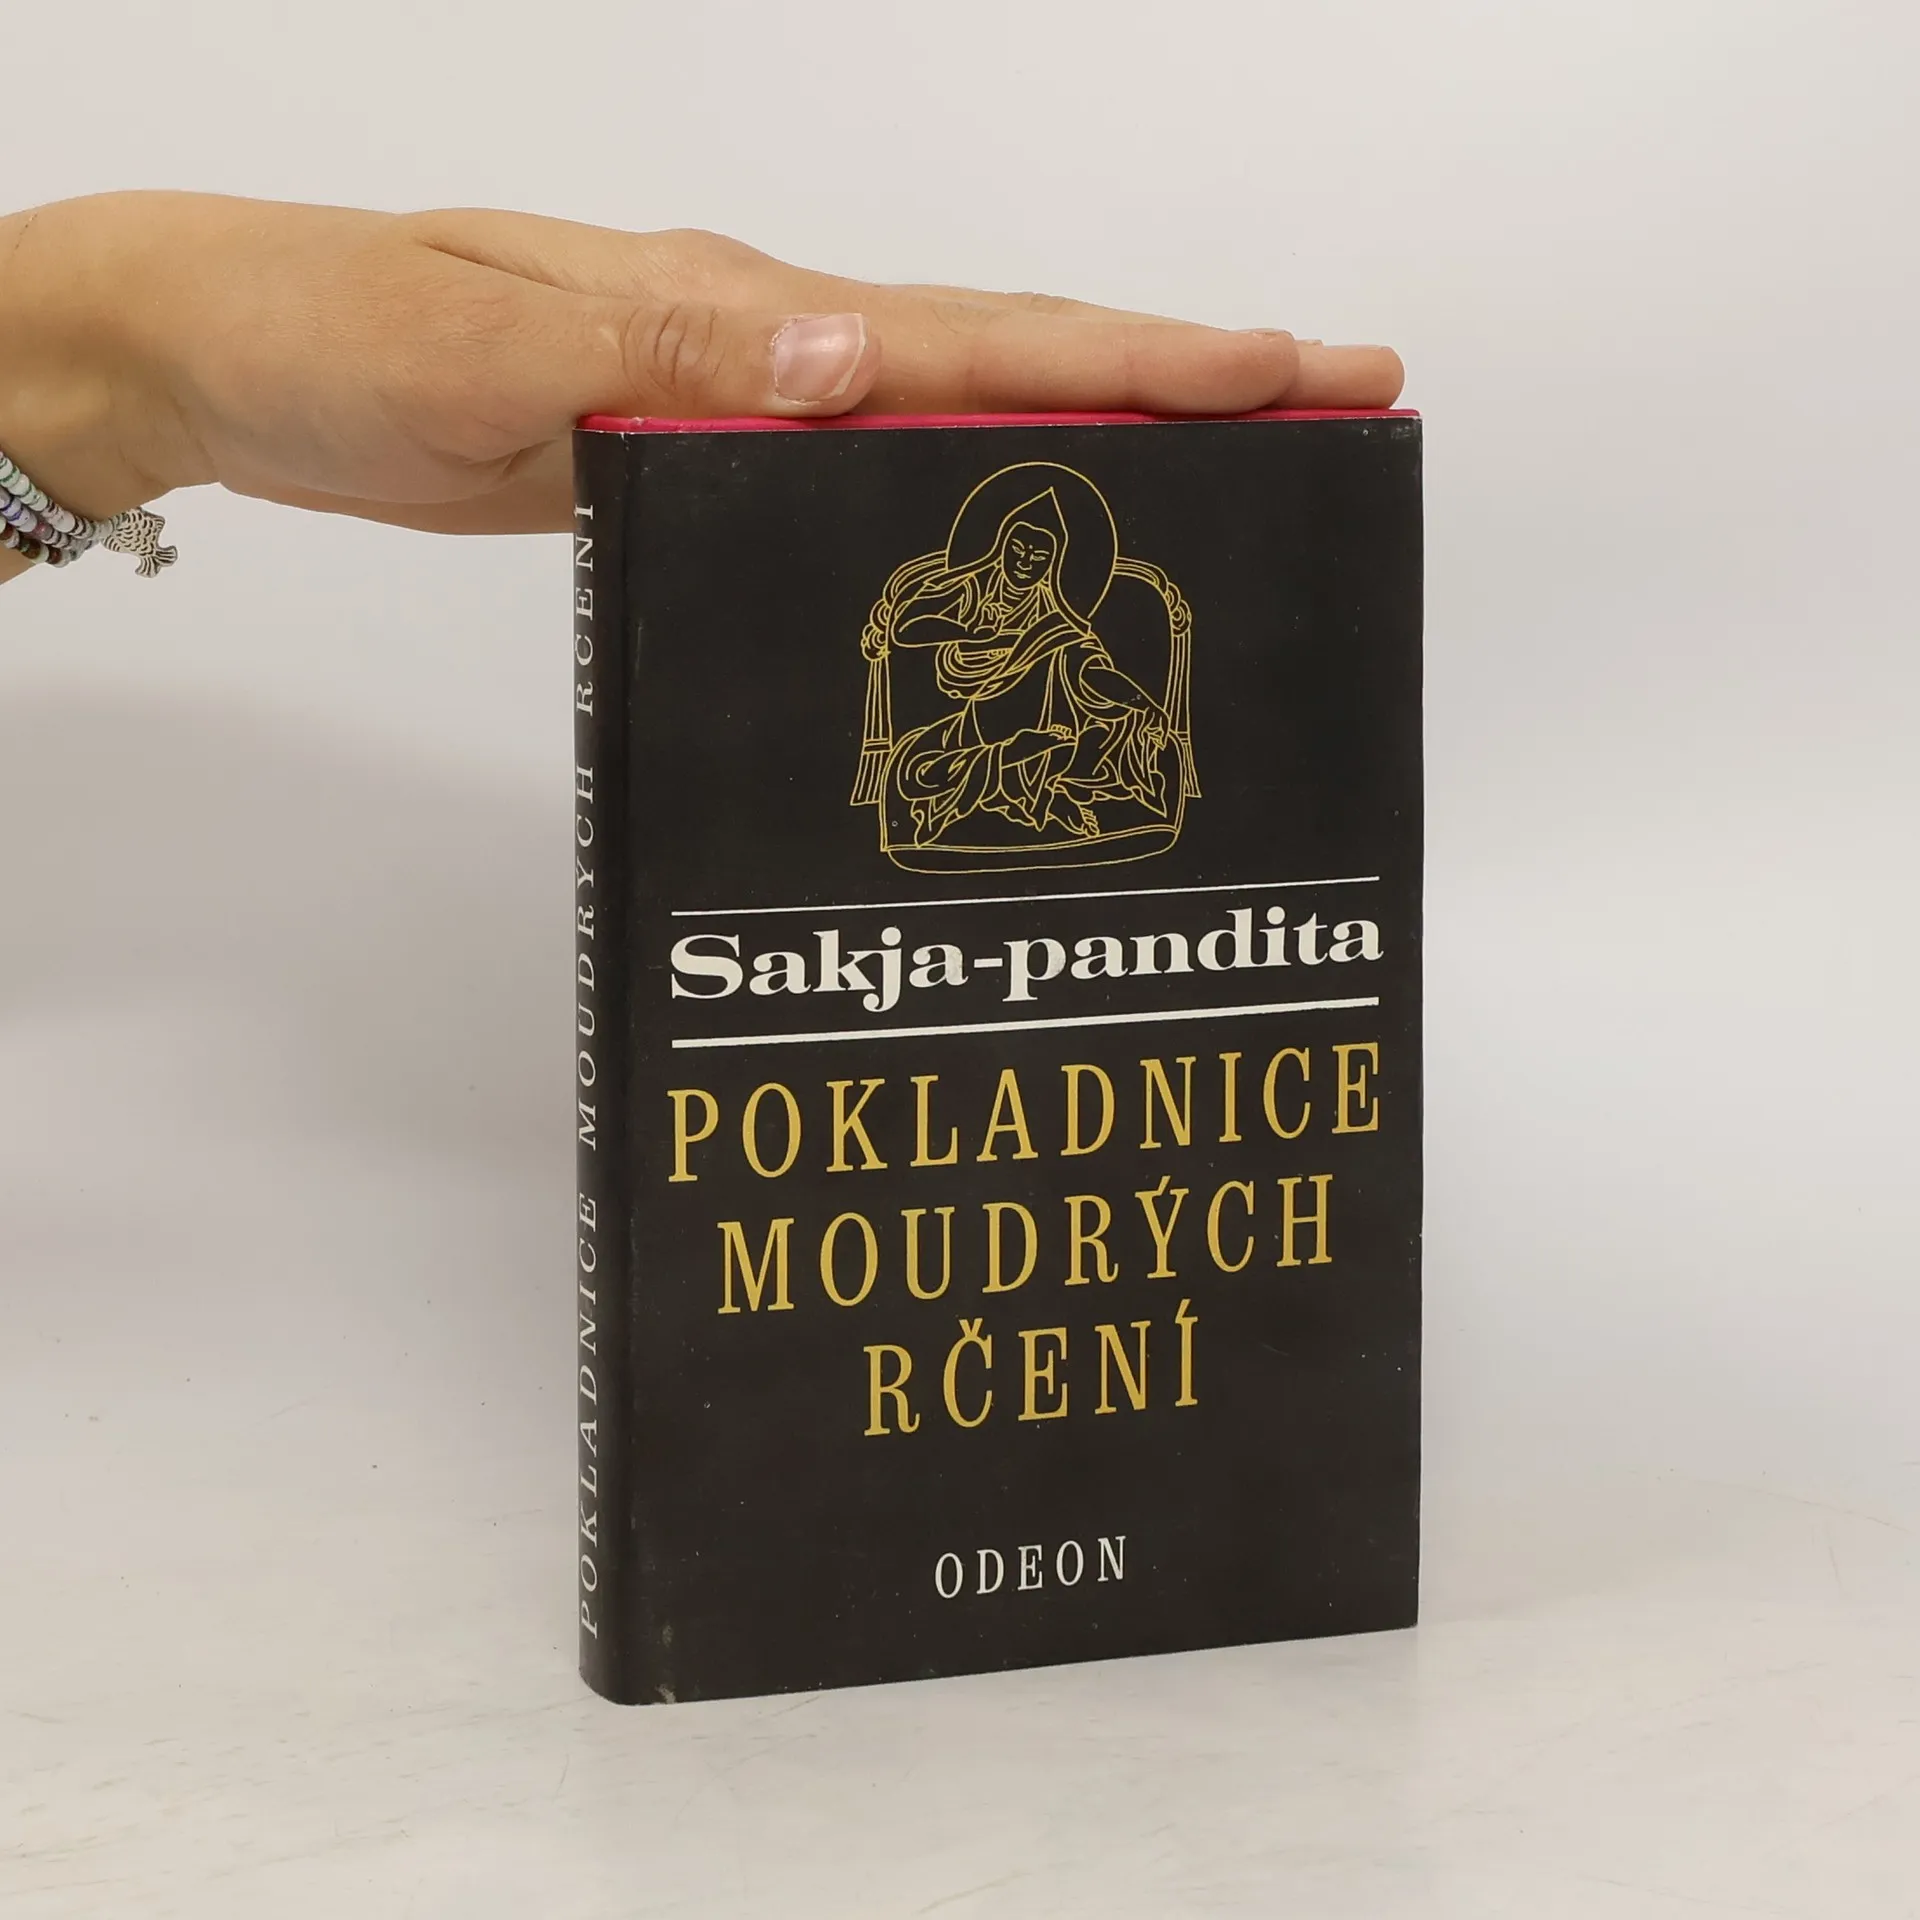 POKLADNICE MOUDRÝCH RČENÍ
Sakja-pandita
POKLADNICE
MOUDRÝCH
RČENÍ
ODEON